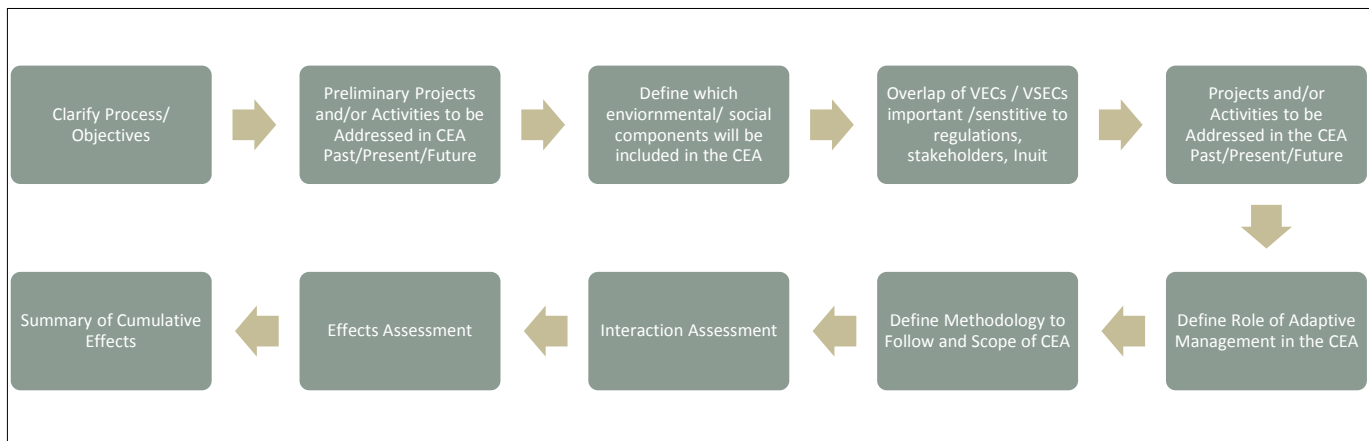 Clarify Process/
Objectives
Preliminary Projects
and/or Activities to be
Addressed in CEA
Past/Present/Future
Define which
enviornmental/ social
components will be
included in the CEA
Overlap of VECs / VSECs
important /senstitive to
regulations,
stakeholders, Inuit
Projects and/or
Activities to be
Addressed in the CEA
Past/Present/Future
Define Role of Adaptive
Management in the CEA
Define Methodology to
Follow and Scope of CEA
Interaction Assessment
Effects Assessment
Summary of Cumulative
Effects